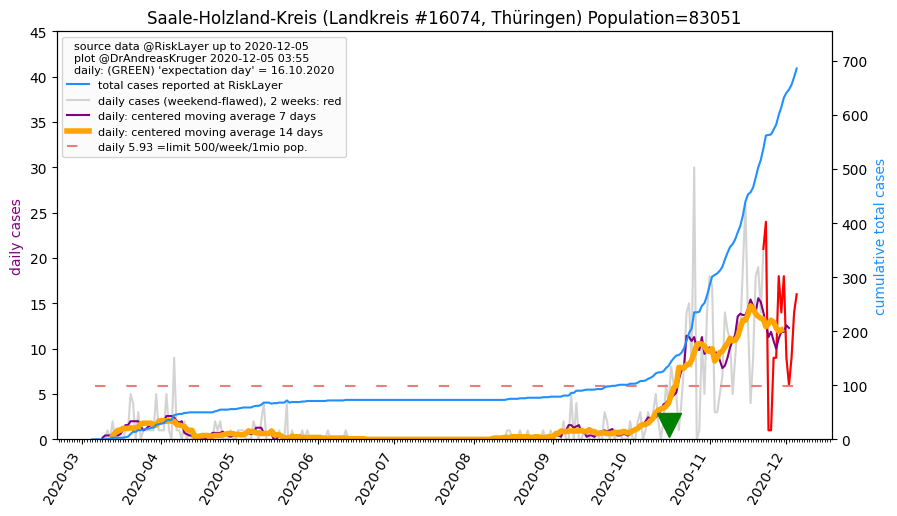 Saale-Holzland-Kreis (Landkreis #16074, Thüringen) Population=83051
source data @RiskLayer up to 2020-12-05
plot @DrAndreasKruger 2020-12-05 03:55
daily: (GREEN) 'expectation day' = 16.10.2020
total cases reported at RiskLayer
daily cases (weekend-flawed), 2 weeks: red
daily: centered moving average 7 days
daily: centered moving average 14 days
daily 5.93 =limit 500/week/1mio pop.
daily cases
45
40
35
30
25
20
15
10
5
0
700
600
500
400
300
200
100
0
cumulative total cases
2020-03
2020-04
2020-05
2020-06
2020-07
2020-08
2020-09
2020-10
2020-11
2020-12